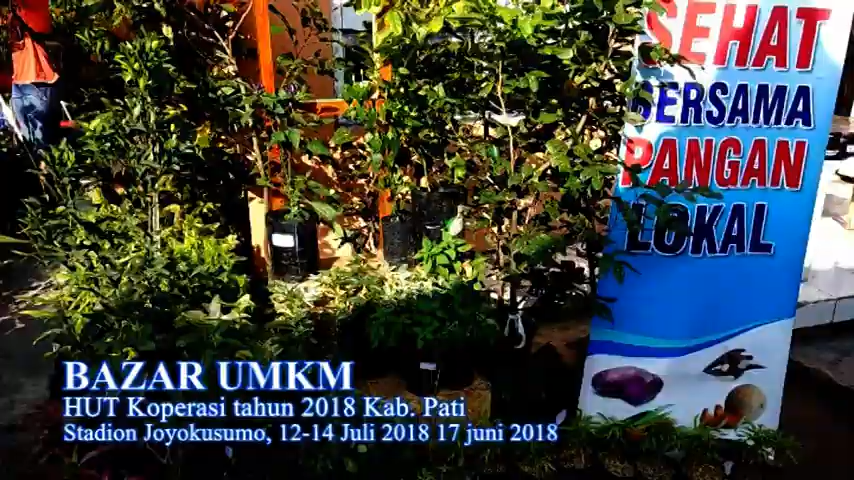 SEHAT
BERSAMA
PANGAN
LOKAL
BAZAR UMKM
HUT Koperasi tahun 2018 Kab. Pati
Stadion Joyokusumo, 12-14 Juli 2018 17 juni 2018